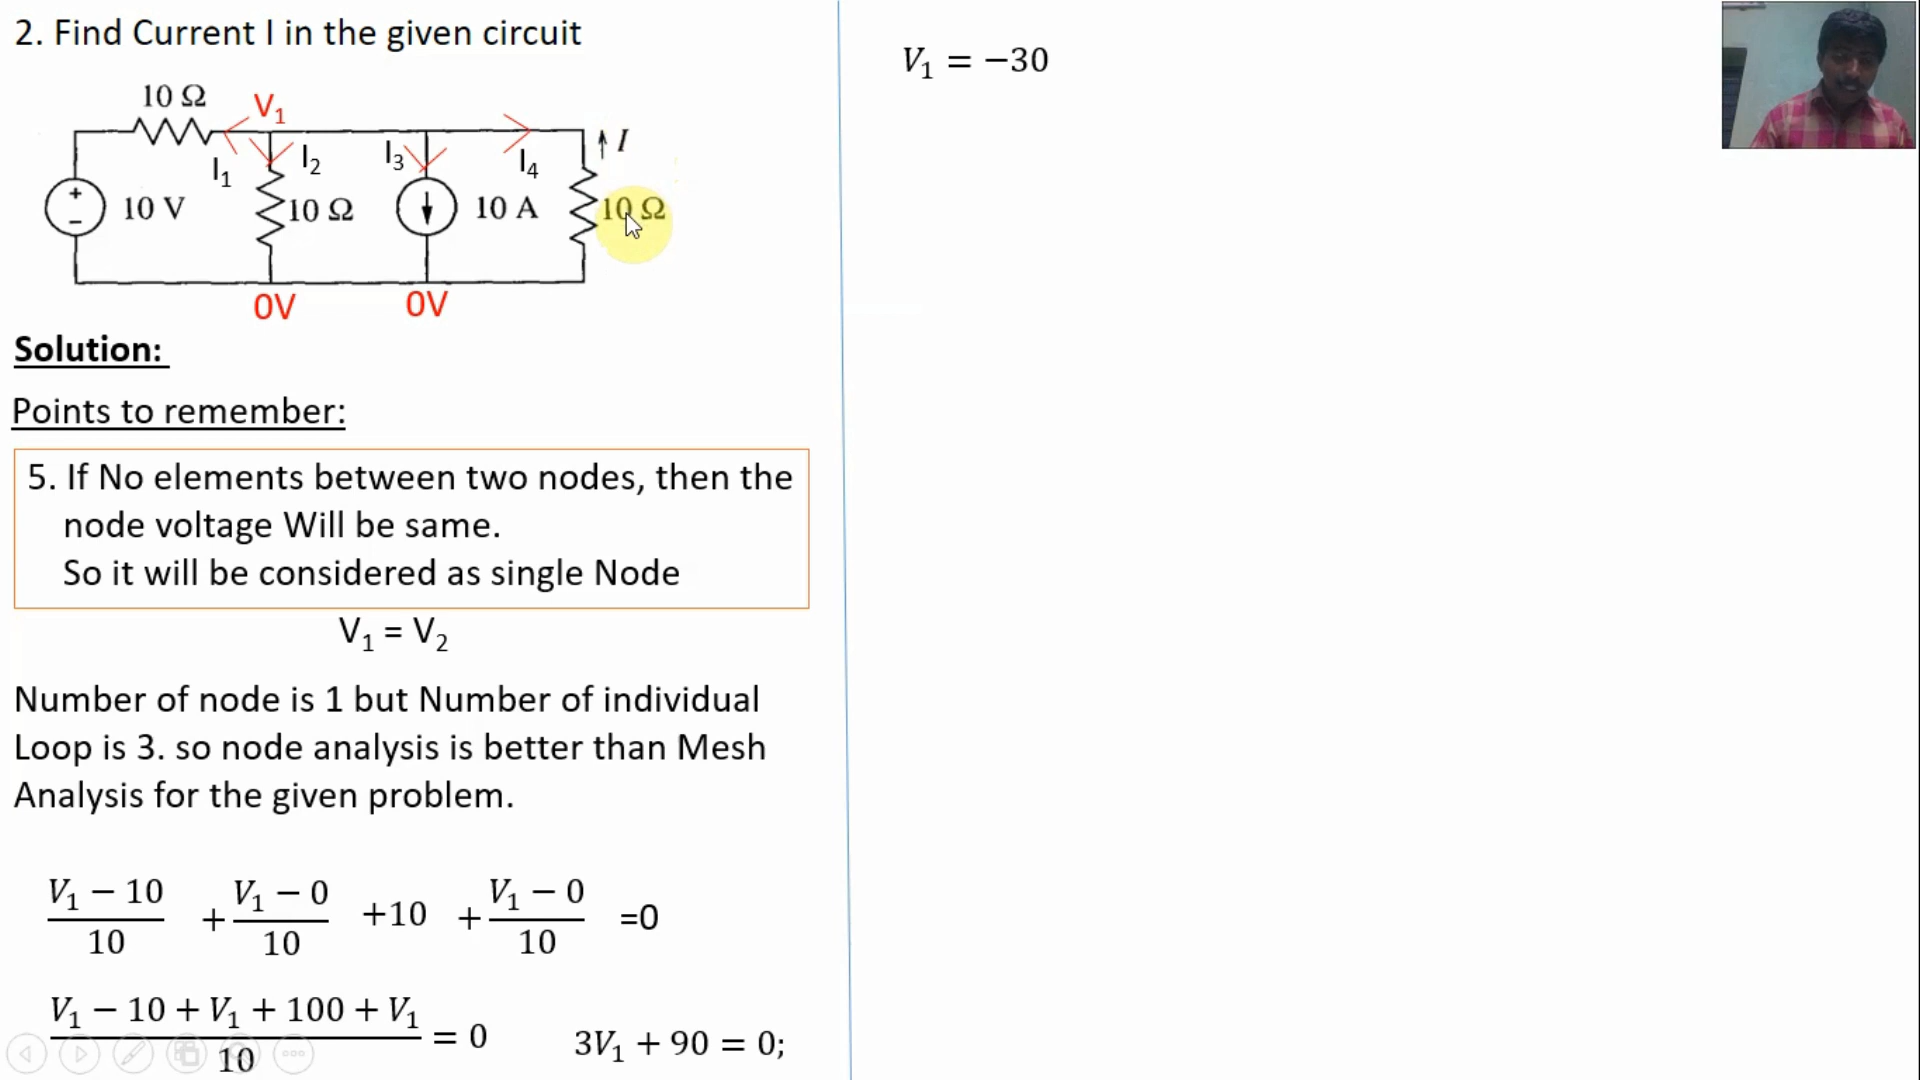 2. Find Current I in the given circuit
10 Ω
V₁
I₁
I₂
I₃
I₄
I
+
−
10 V
10 Ω
10 A
10 Ω
0V
0V
Solution:
Points to remember:
5. If No elements between two nodes, then the
node voltage Will be same.
So it will be considered as single Node
V₁ = V₂
Number of node is 1 but Number of individual
Loop is 3. so node analysis is better than Mesh
Analysis for the given problem.
(V₁ − 10)/10 + (V₁ − 0)/10 +10 + (V₁ − 0)/10 =0
(V₁ − 10 + V₁ + 100 + V₁)/10 = 0
3V₁ + 90 = 0;
V₁ = −30